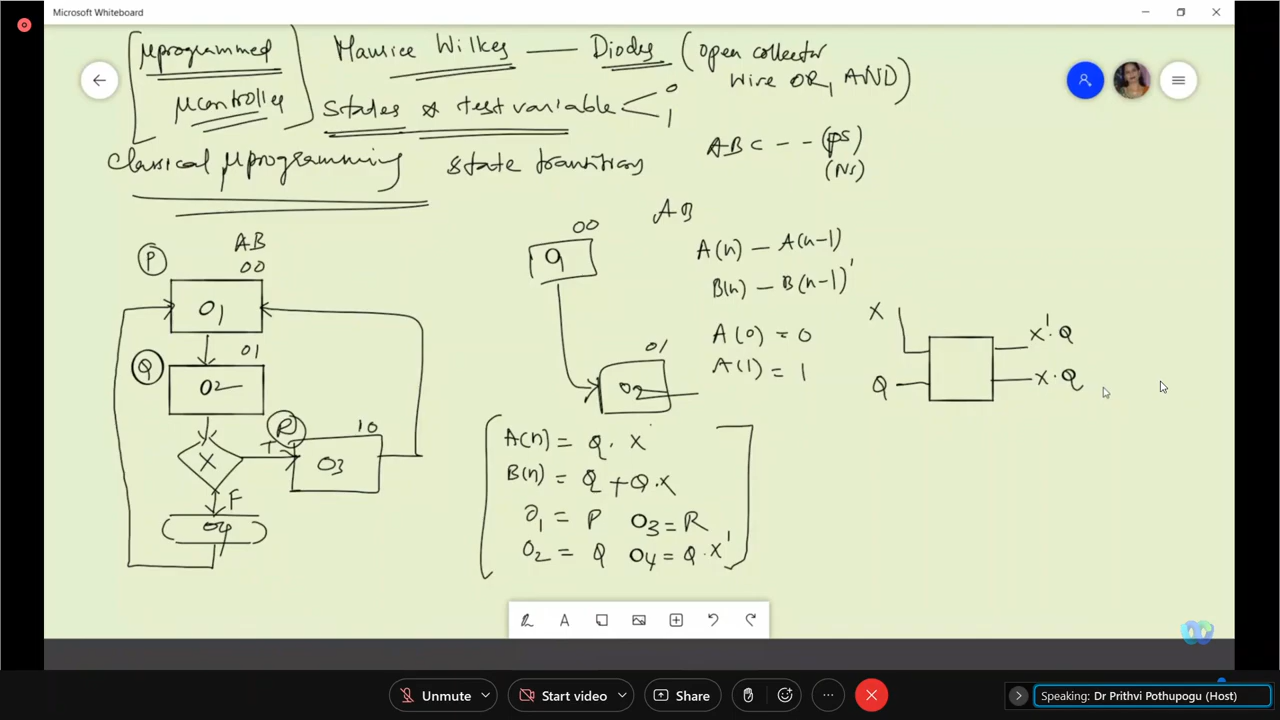 Microsoft Whiteboard
μprogrammed
μcontroller
Maurice Wilkes — Diodes (open collector
wire OR, AND)
States & test variable < 0
1
classical μprogramming
state transitions
ABC - - (ps)
(Ns)
P
AB
00
O1
Q
01
O2
X
T
R
10
O3
F
O4
00
O1
01
O2
AB
A(n) — A(n-1)
B(n) — B(n-1)'
A(0) = 0
A(1) = 1
A(n) = Q. X
B(n) = Q + Q.X
O1 = P O3 = R
O2 = Q O4 = Q.X'
X
Q
X'.Q
X.Q
A
Unmute
Start video
Share
Speaking: Dr Prithvi Pothupogu (Host)